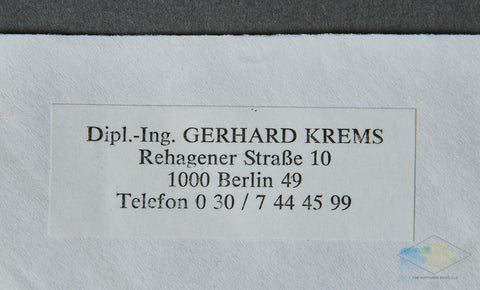 Dipl.-Ing. GERHARD KREMS
Rehagener Straße 10
1000 Berlin 49
Telefon 0 30 / 7 44 45 99